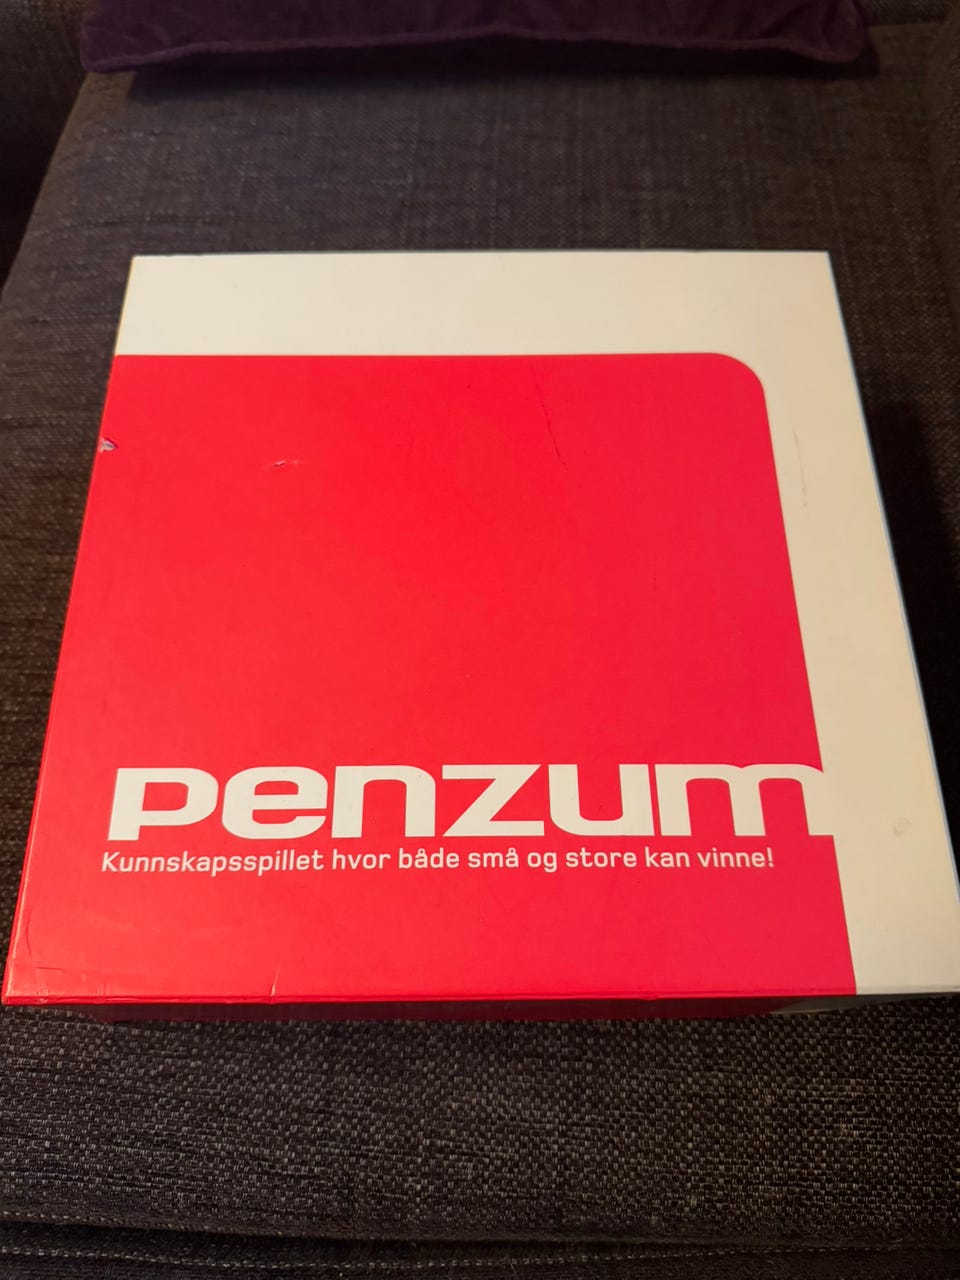 penzum
Kunnskapsspillet hvor både små og store kan vinne!